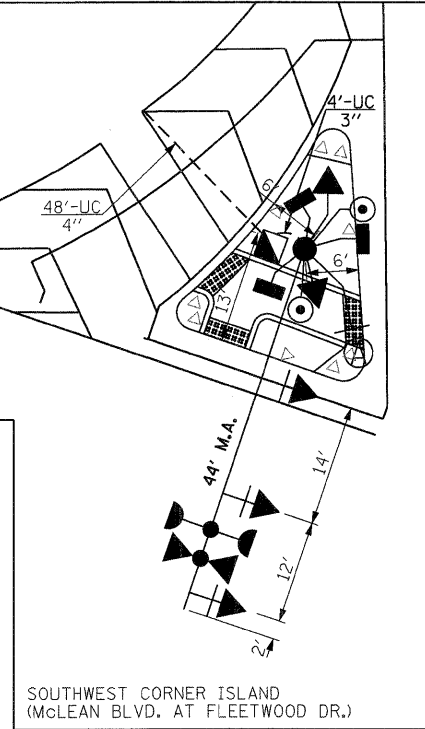 4'-UC
3"
48'-UC
4"
6'
6'
13'
44' M.A.
14'
12'
2'
SOUTHWEST CORNER ISLAND
(McLEAN BLVD. AT FLEETWOOD DR.)